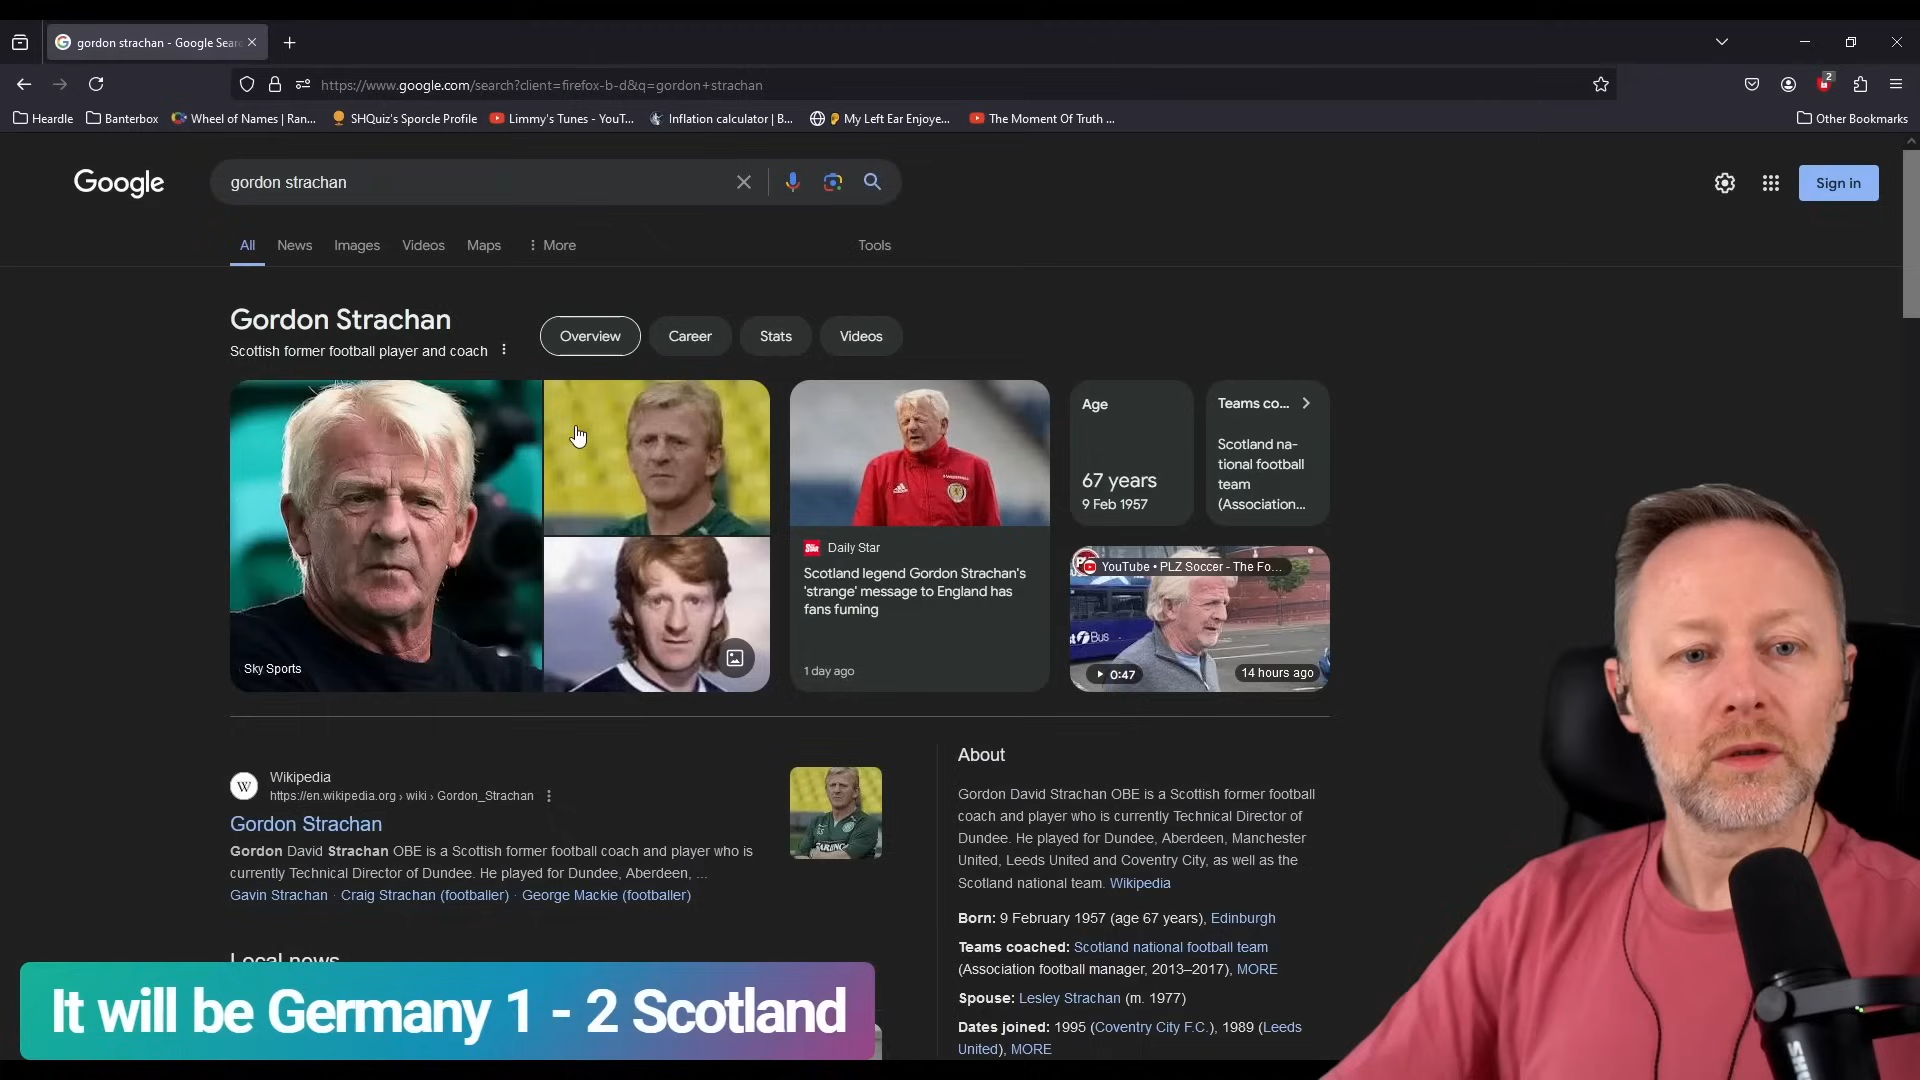 gordon strachan - Google Sear
https://www.google.com/search?client=firefox-b-d&q=gordon+strachan
2
Heardle
Banterbox
Wheel of Names | Ran...
SHQuiz's Sporcle Profile
Limmy's Tunes - YouT...
Inflation calculator | B...
My Left Ear Enjoye...
The Moment Of Truth ...
Other Bookmarks
Google
gordon strachan
Sign in
All
News
Images
Videos
Maps
More
Tools
Gordon Strachan
Scottish former football player and coach
Overview
Career
Stats
Videos
Sky Sports
Daily Star
Scotland legend Gordon Strachan's
'strange' message to England has
fans fuming
1 day ago
Age
67 years
9 Feb 1957
Teams co...
Scotland na-
tional football
team
(Association...
YouTube • PLZ Soccer - The Fo...
Bus
0:47
14 hours ago
Wikipedia
https://en.wikipedia.org › wiki › Gordon_Strachan
Gordon Strachan
Gordon David Strachan OBE is a Scottish former football coach and player who is
currently Technical Director of Dundee. He played for Dundee, Aberdeen, ...
Gavin Strachan · Craig Strachan (footballer) · George Mackie (footballer)
Local news
About
Gordon David Strachan OBE is a Scottish former football
coach and player who is currently Technical Director of
Dundee. He played for Dundee, Aberdeen, Manchester
United, Leeds United and Coventry City, as well as the
Scotland national team. Wikipedia
Born: 9 February 1957 (age 67 years), Edinburgh
Teams coached: Scotland national football team
(Association football manager, 2013–2017), MORE
Spouse: Lesley Strachan (m. 1977)
Dates joined: 1995 (Coventry City F.C.), 1989 (Leeds
United), MORE
It will be Germany 1 - 2 Scotland